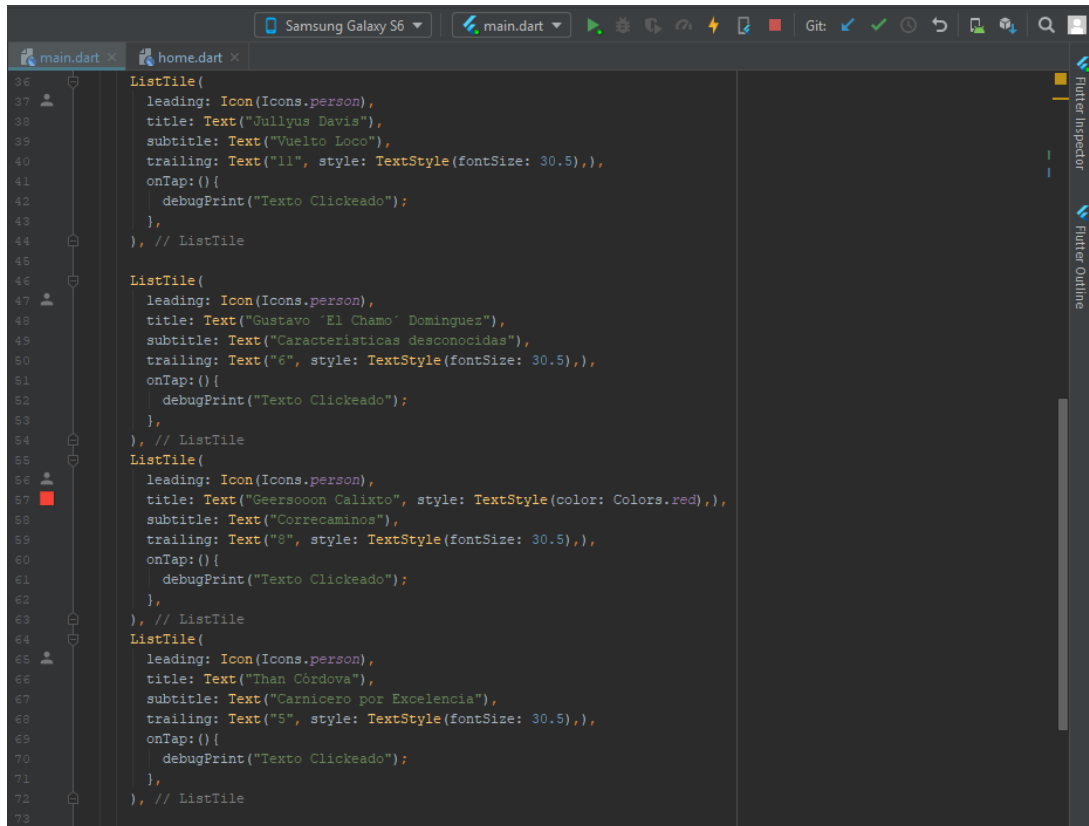 Samsung Galaxy S6 main.dart Git:
main.dart home.dart
36 ListTile(
37 leading: Icon(Icons.person),
38 title: Text("Jullyus Davis"),
39 subtitle: Text("Vuelto Loco"),
40 trailing: Text("11", style: TextStyle(fontSize: 30.5),),
41 onTap:(){
42 debugPrint("Texto Clickeado");
43 },
44 ), // ListTile
45
46 ListTile(
47 leading: Icon(Icons.person),
48 title: Text("Gustavo ´El Chamo´ Dominguez"),
49 subtitle: Text("Características desconocidas"),
50 trailing: Text("6", style: TextStyle(fontSize: 30.5),),
51 onTap:(){
52 debugPrint("Texto Clickeado");
53 },
54 ), // ListTile
55 ListTile(
56 leading: Icon(Icons.person),
57 title: Text("Geersooon Calixto", style: TextStyle(color: Colors.red),),
58 subtitle: Text("Correcaminos"),
59 trailing: Text("8", style: TextStyle(fontSize: 30.5),),
60 onTap:(){
61 debugPrint("Texto Clickeado");
62 },
63 ), // ListTile
64 ListTile(
65 leading: Icon(Icons.person),
66 title: Text("Than Córdova"),
67 subtitle: Text("Carnicero por Excelencia"),
68 trailing: Text("5", style: TextStyle(fontSize: 30.5),),
69 onTap:(){
70 debugPrint("Texto Clickeado");
71 },
72 ), // ListTile
73
Flutter Inspector
Flutter Outline